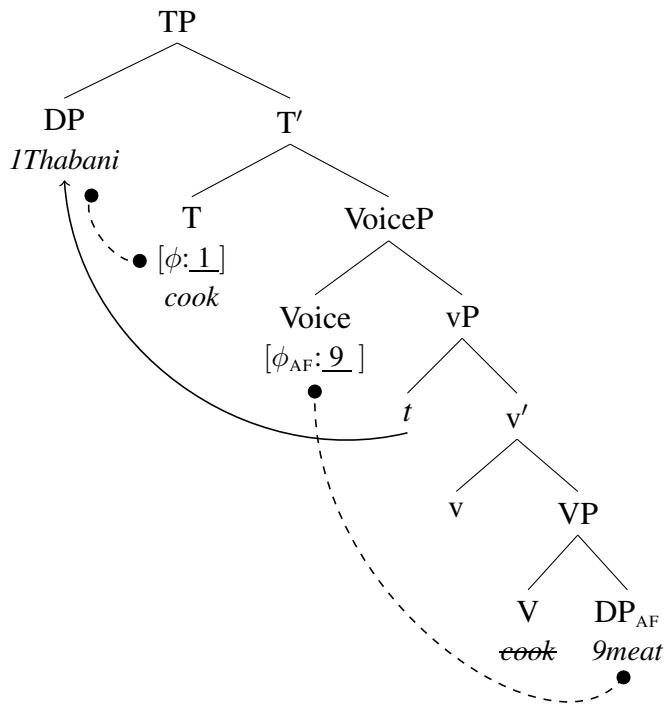 TP
DP T′
1Thabani
T VoiceP
[ϕ: 1 ]
cook
Voice vP
[ϕAF: 9 ]
t v′
v VP
V DPAF
cook 9meat